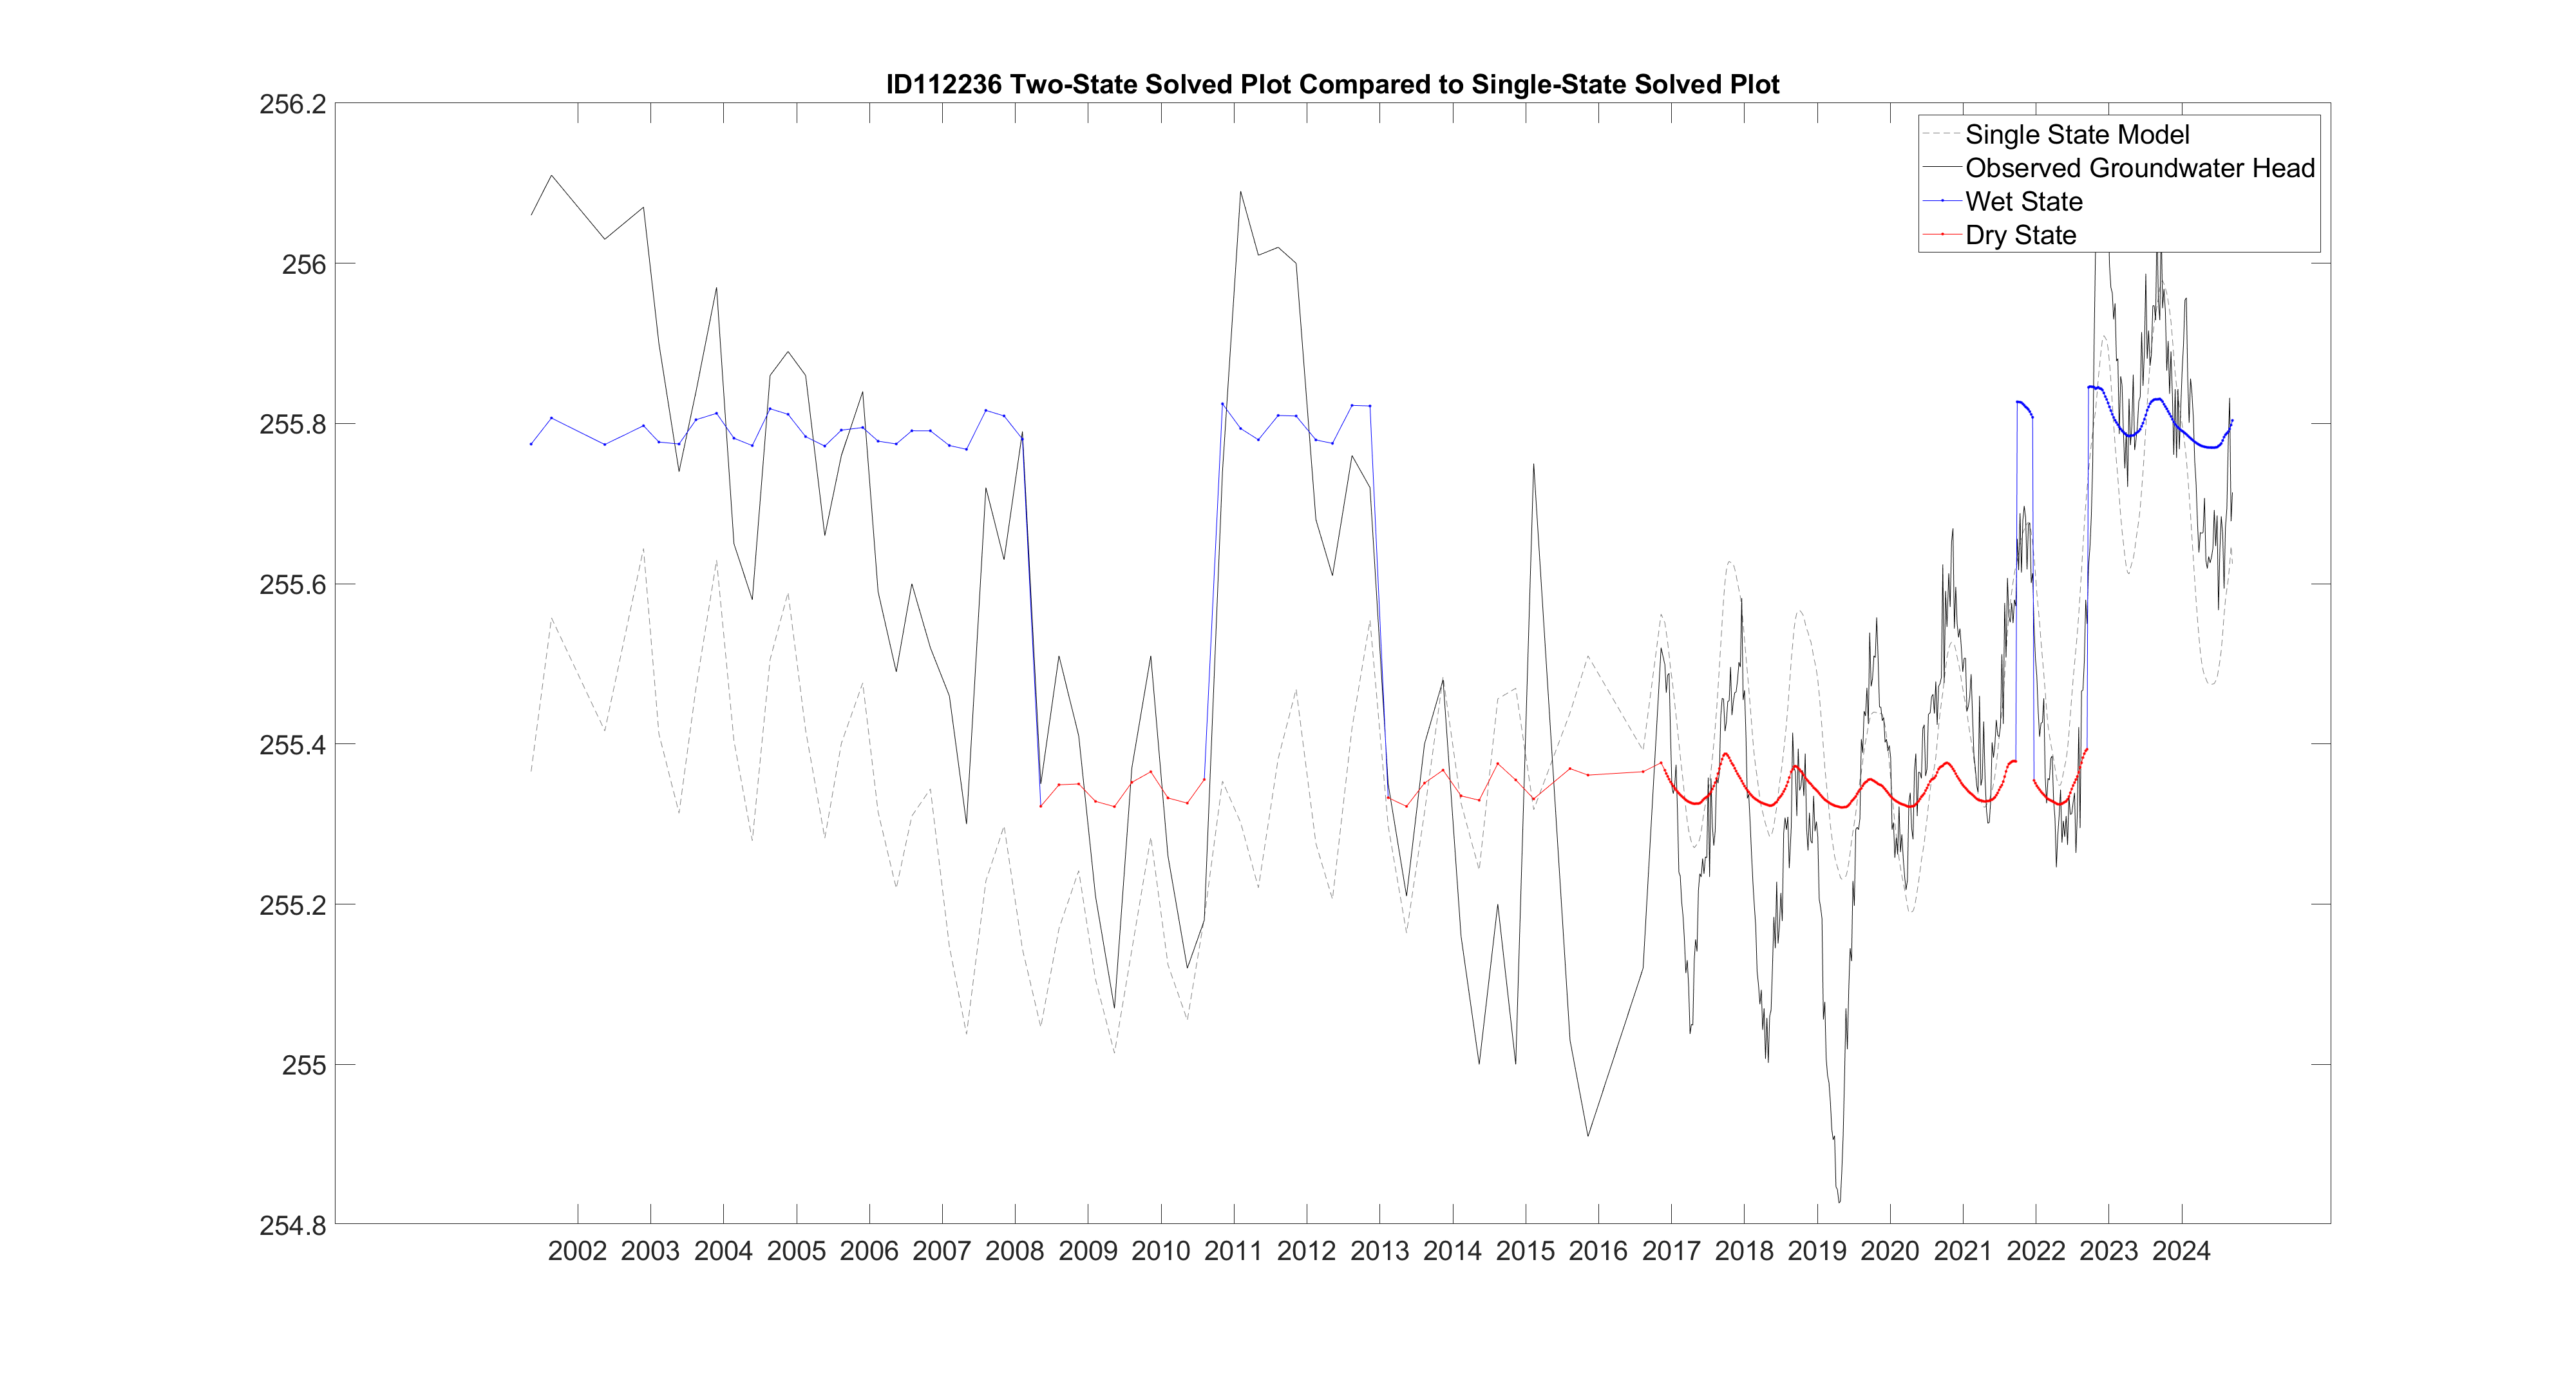 ID112236 Two-State Solved Plot Compared to Single-State Solved Plot
256.2
256
255.8
255.6
255.4
255.2
255
254.8
Single State Model
Observed Groundwater Head
Wet State
Dry State
2002 2003 2004 2005 2006 2007 2008 2009 2010 2011 2012 2013 2014 2015 2016 2017 2018 2019 2020 2021 2022 2023 2024